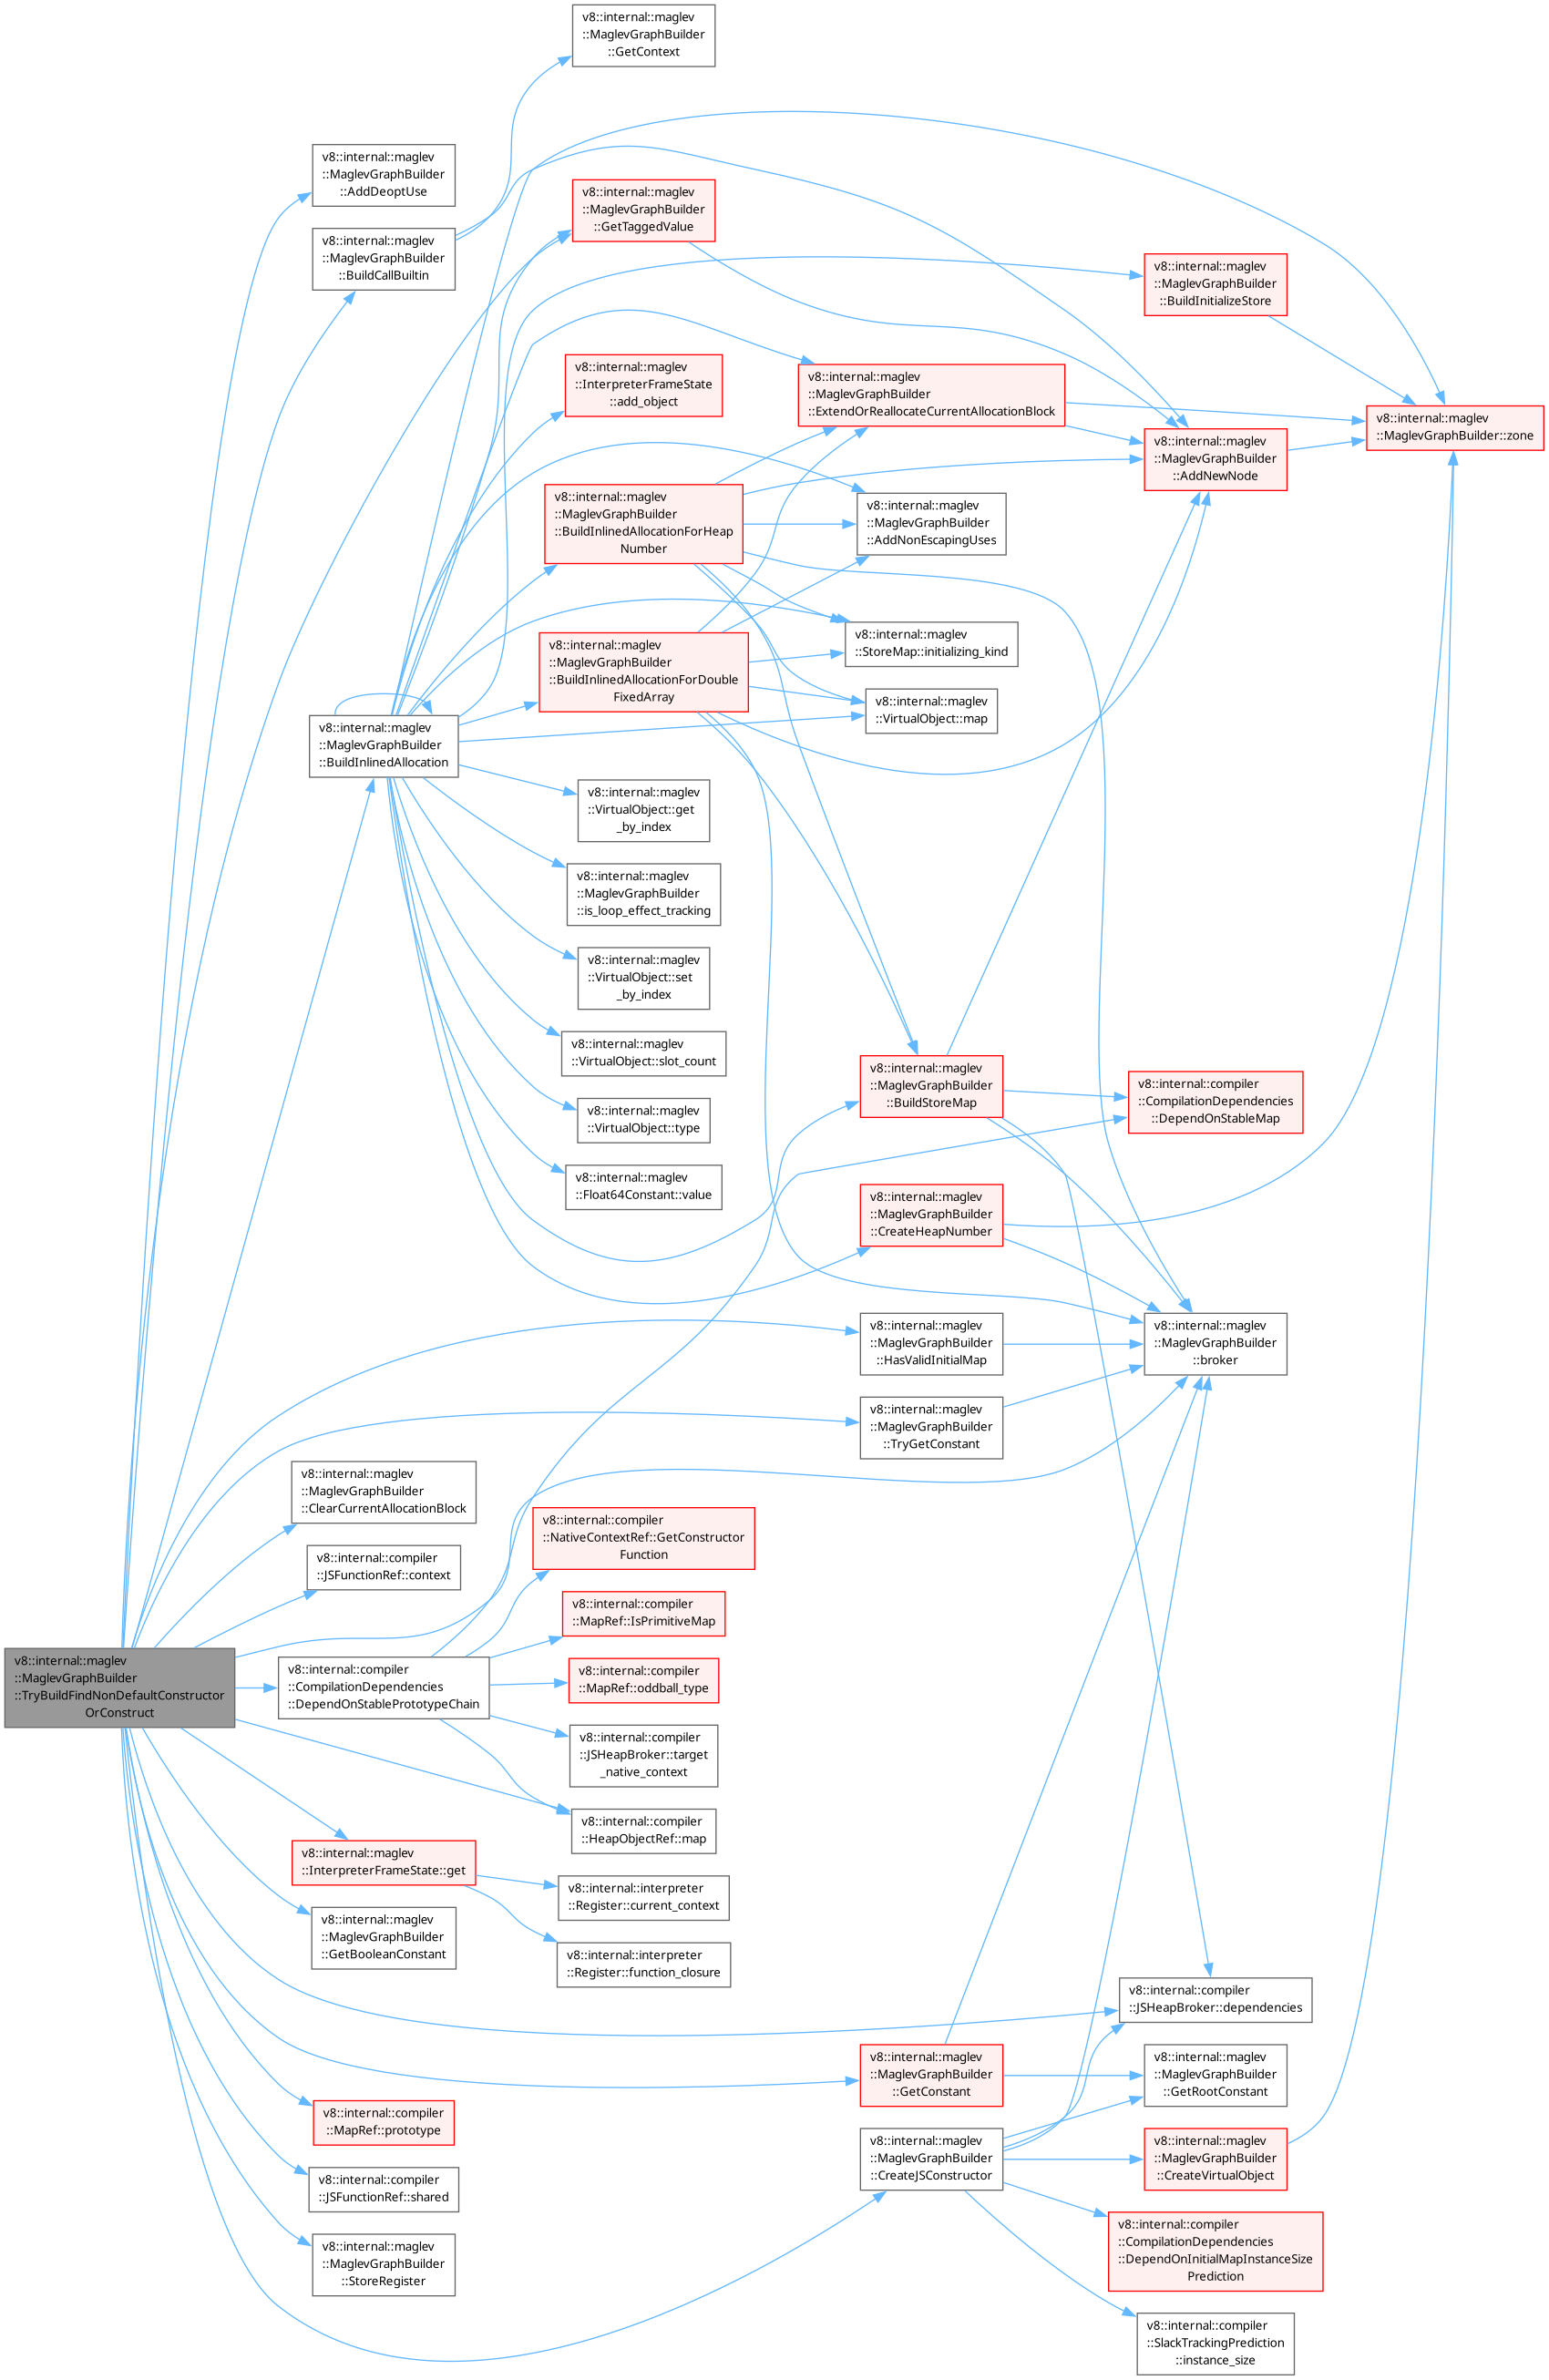 v8::internal::maglev
::MaglevGraphBuilder
::GetContext
v8::internal::maglev
::MaglevGraphBuilder
::AddDeoptUse
v8::internal::maglev
::MaglevGraphBuilder
::GetTaggedValue
v8::internal::maglev
::MaglevGraphBuilder
::BuildCallBuiltin
v8::internal::maglev
::MaglevGraphBuilder
::BuildInitializeStore
v8::internal::maglev
::InterpreterFrameState
::add_object
v8::internal::maglev
::MaglevGraphBuilder
::ExtendOrReallocateCurrentAllocationBlock
v8::internal::maglev
::MaglevGraphBuilder::zone
v8::internal::maglev
::MaglevGraphBuilder
::AddNewNode
v8::internal::maglev
::MaglevGraphBuilder
::BuildInlinedAllocationForHeap
Number
v8::internal::maglev
::MaglevGraphBuilder
::AddNonEscapingUses
v8::internal::maglev
::StoreMap::initializing_kind
v8::internal::maglev
::MaglevGraphBuilder
::BuildInlinedAllocationForDouble
FixedArray
v8::internal::maglev
::VirtualObject::map
v8::internal::maglev
::MaglevGraphBuilder
::BuildInlinedAllocation
v8::internal::maglev
::VirtualObject::get
_by_index
v8::internal::maglev
::MaglevGraphBuilder
::is_loop_effect_tracking
v8::internal::maglev
::VirtualObject::set
_by_index
v8::internal::maglev
::VirtualObject::slot_count
v8::internal::maglev
::MaglevGraphBuilder
::BuildStoreMap
v8::internal::compiler
::CompilationDependencies
::DependOnStableMap
v8::internal::maglev
::VirtualObject::type
v8::internal::maglev
::Float64Constant::value
v8::internal::maglev
::MaglevGraphBuilder
::CreateHeapNumber
v8::internal::maglev
::MaglevGraphBuilder
::HasValidInitialMap
v8::internal::maglev
::MaglevGraphBuilder
::broker
v8::internal::maglev
::MaglevGraphBuilder
::TryGetConstant
v8::internal::maglev
::MaglevGraphBuilder
::ClearCurrentAllocationBlock
v8::internal::compiler
::NativeContextRef::GetConstructor
Function
v8::internal::compiler
::JSFunctionRef::context
v8::internal::compiler
::MapRef::IsPrimitiveMap
v8::internal::maglev
::MaglevGraphBuilder
::TryBuildFindNonDefaultConstructor
OrConstruct
v8::internal::compiler
::CompilationDependencies
::DependOnStablePrototypeChain
v8::internal::compiler
::MapRef::oddball_type
v8::internal::compiler
::JSHeapBroker::target
_native_context
v8::internal::compiler
::HeapObjectRef::map
v8::internal::maglev
::InterpreterFrameState::get
v8::internal::interpreter
::Register::current_context
v8::internal::maglev
::MaglevGraphBuilder
::GetBooleanConstant
v8::internal::interpreter
::Register::function_closure
v8::internal::compiler
::JSHeapBroker::dependencies
v8::internal::maglev
::MaglevGraphBuilder
::GetConstant
v8::internal::maglev
::MaglevGraphBuilder
::GetRootConstant
v8::internal::compiler
::MapRef::prototype
v8::internal::maglev
::MaglevGraphBuilder
::CreateJSConstructor
v8::internal::maglev
::MaglevGraphBuilder
::CreateVirtualObject
v8::internal::compiler
::JSFunctionRef::shared
v8::internal::compiler
::CompilationDependencies
::DependOnInitialMapInstanceSize
Prediction
v8::internal::maglev
::MaglevGraphBuilder
::StoreRegister
v8::internal::compiler
::SlackTrackingPrediction
::instance_size